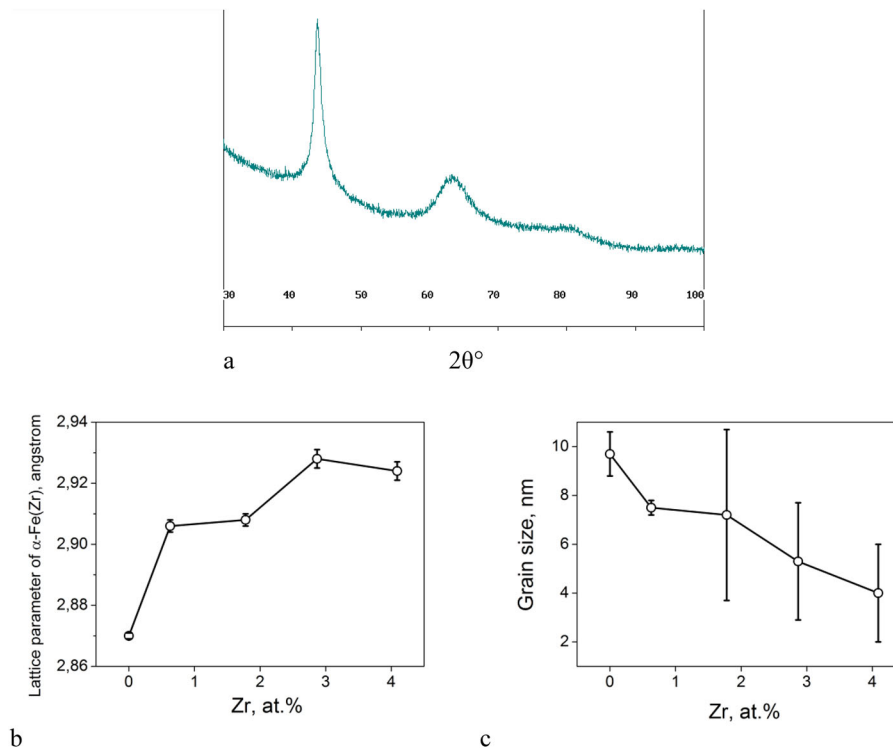 30 40 50 60 70 80 90 100
a 2θ°
2,94
2,92
2,90
2,88
2,86
Lattice parameter of α-Fe(Zr), angstrom
0 1 2 3 4
Zr, at.%
b
10
8
6
4
2
Grain size, nm
0 1 2 3 4
Zr, at.%
c